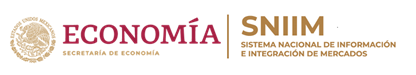 ECONOMÍA
SECRETARÍA DE ECONOMÍA
SNIIM
SISTEMA NACIONAL DE INFORMACIÓN
E INTEGRACIÓN DE MERCADOS